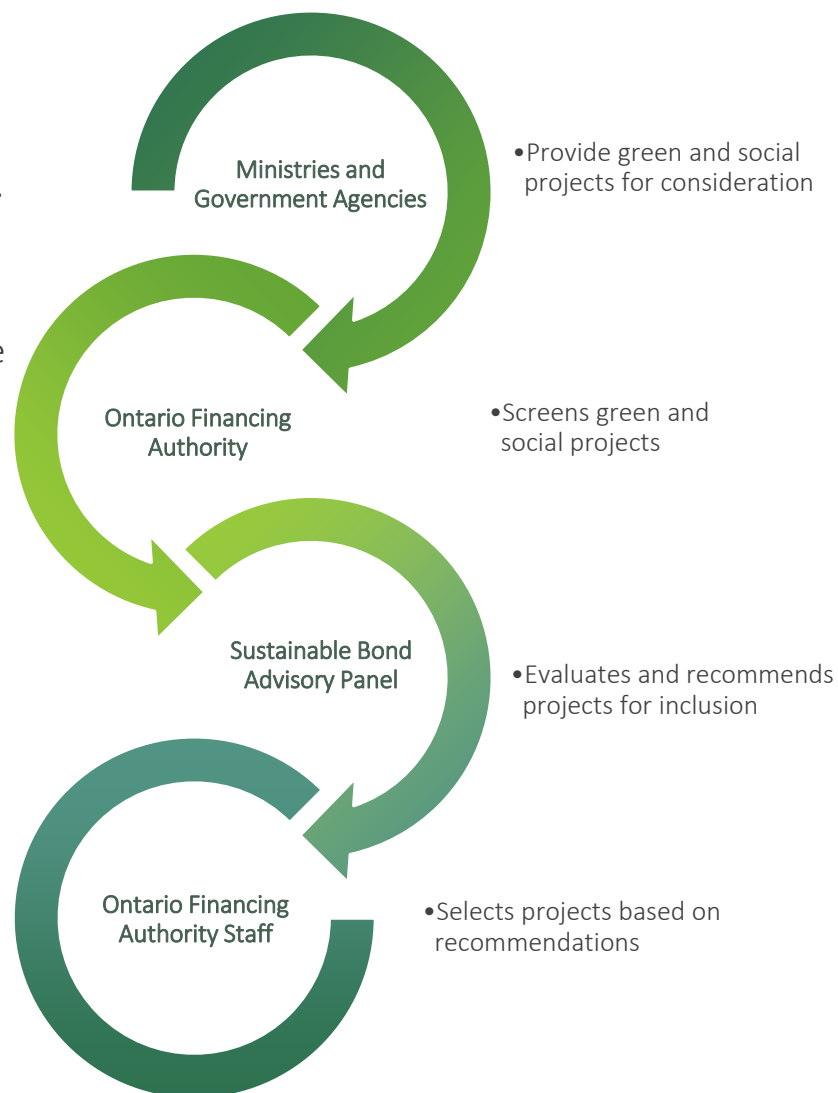 Ministries and
Government Agencies
•Provide green and social
projects for consideration
Ontario Financing
Authority
•Screens green and
social projects
Sustainable Bond
Advisory Panel
•Evaluates and recommends
projects for inclusion
Ontario Financing
Authority Staff
•Selects projects based on
recommendations